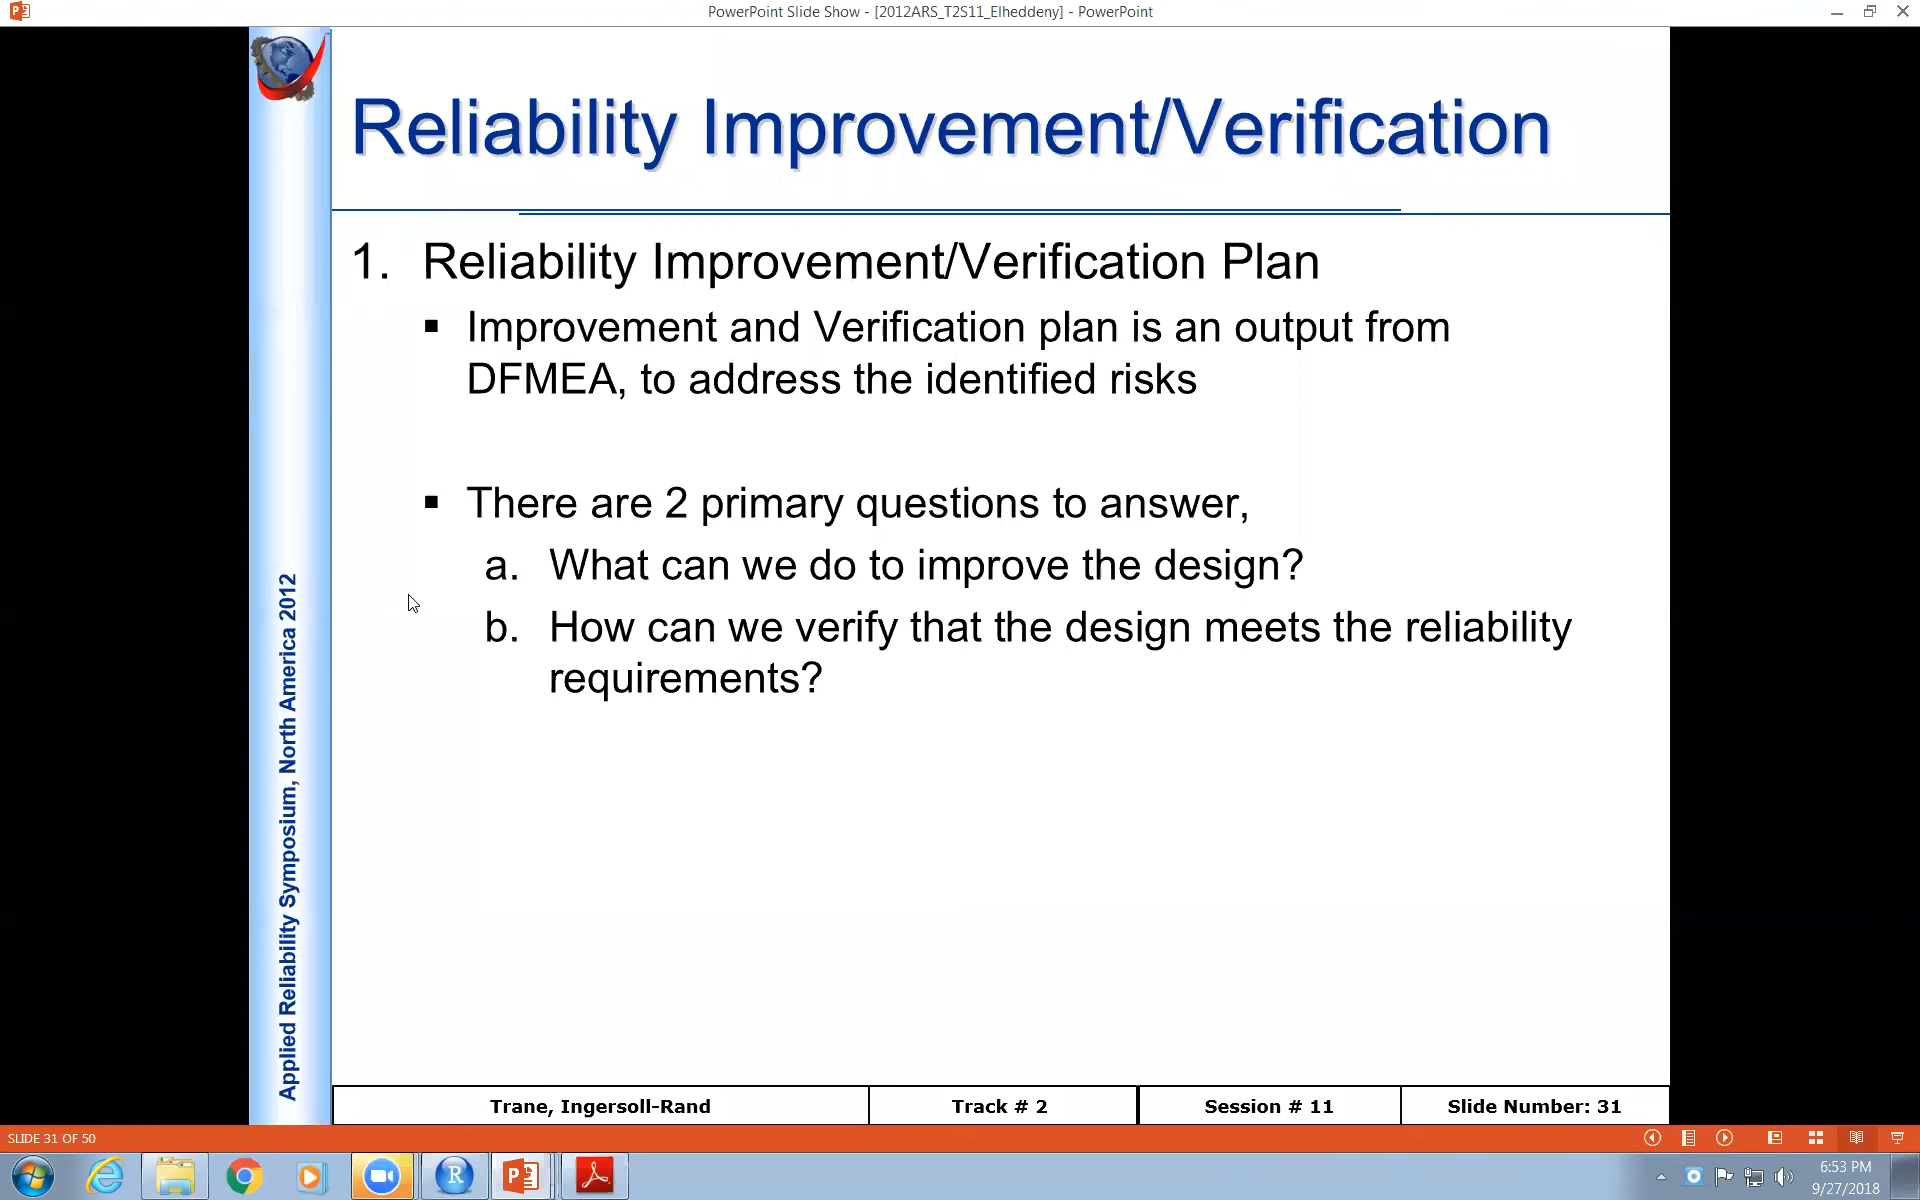 PowerPoint Slide Show - [2012ARS_T2S11_Elheddeny] - PowerPoint
Reliability Improvement/Verification
1. Reliability Improvement/Verification Plan
▪ Improvement and Verification plan is an output from
DFMEA, to address the identified risks
▪ There are 2 primary questions to answer,
a. What can we do to improve the design?
b. How can we verify that the design meets the reliability
requirements?
Applied Reliability Symposium, North America 2012
Trane, Ingersoll-Rand
Track # 2
Session # 11
Slide Number: 31
SLIDE 31 OF 50
6:53 PM
9/27/2018